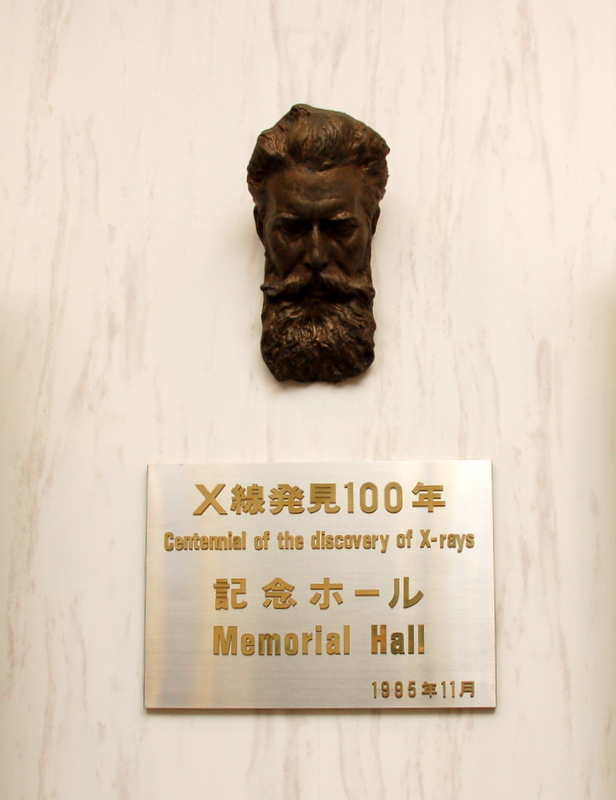 X線発見100年
Centennial of the discovery of X-rays
記念ホール
Memorial Hall
1995年11月